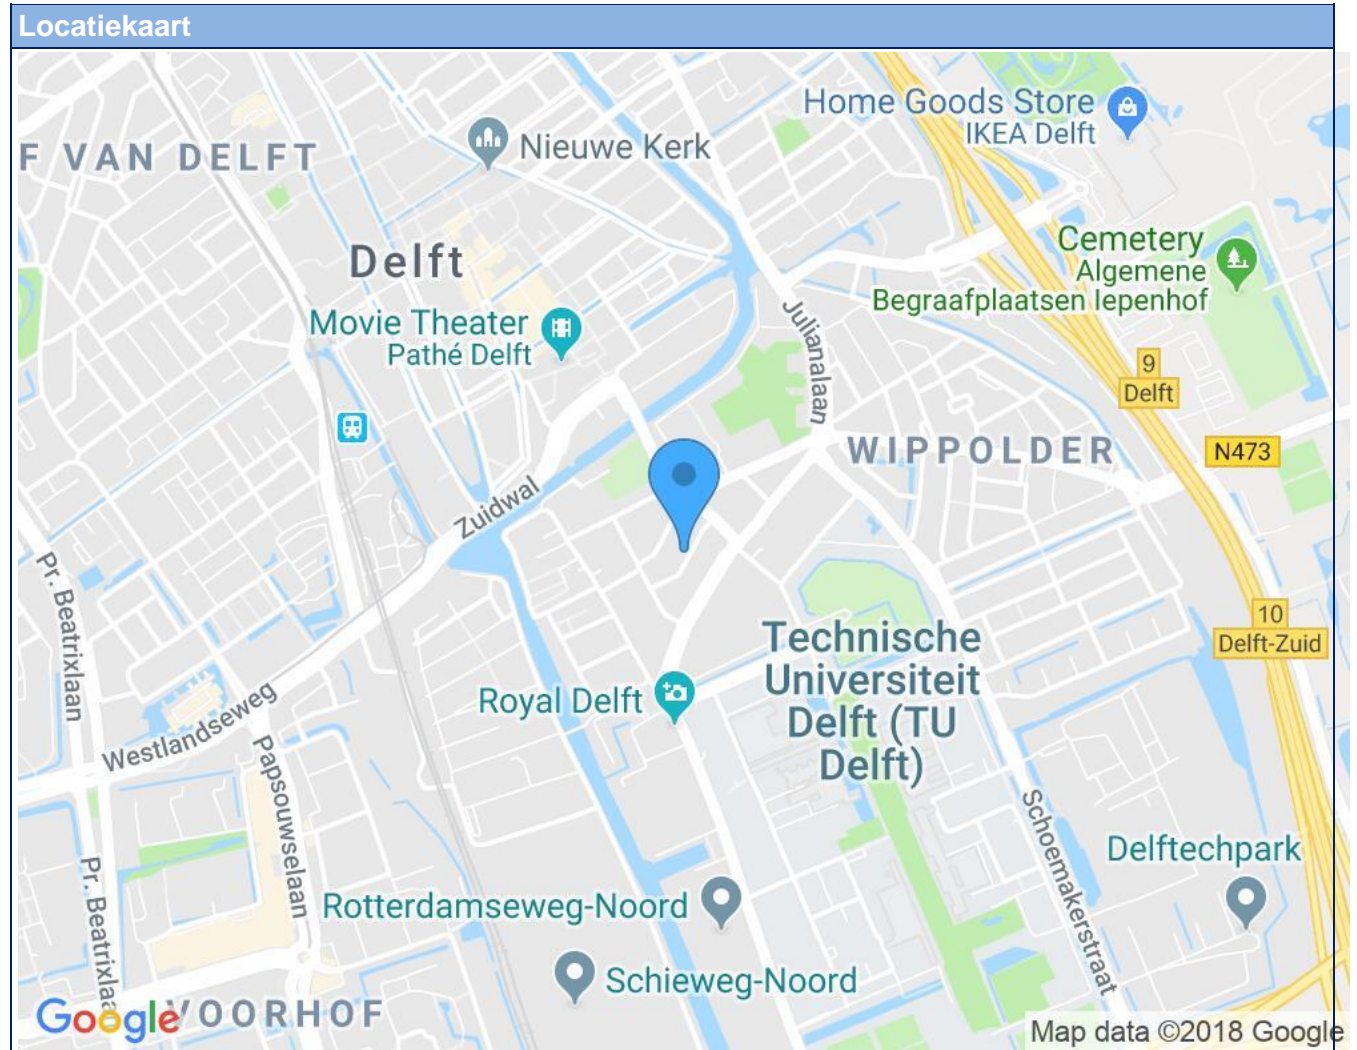 Locatiekaart
Home Goods Store
IKEA Delft
Nieuwe Kerk
F VAN DELFT
Cemetery
Algemene
Begraafplaatsen Iepenhof
Delft
Movie Theater
Pathé Delft
Julianalaan
9
Delft
WIPPOLDER
N473
Zuidwal
Pr. Beatrixlaan
10
Delft-Zuid
Technische
Universiteit
Delft (TU
Delft)
Royal Delft
Westlandseweg
Papsouwselaan
Schoemakerstraat
Delftechpark
Pr. Beatrixlaa
Rotterdamseweg-Noord
Schieweg-Noord
Google
VOORHOF
Map data ©2018 Google